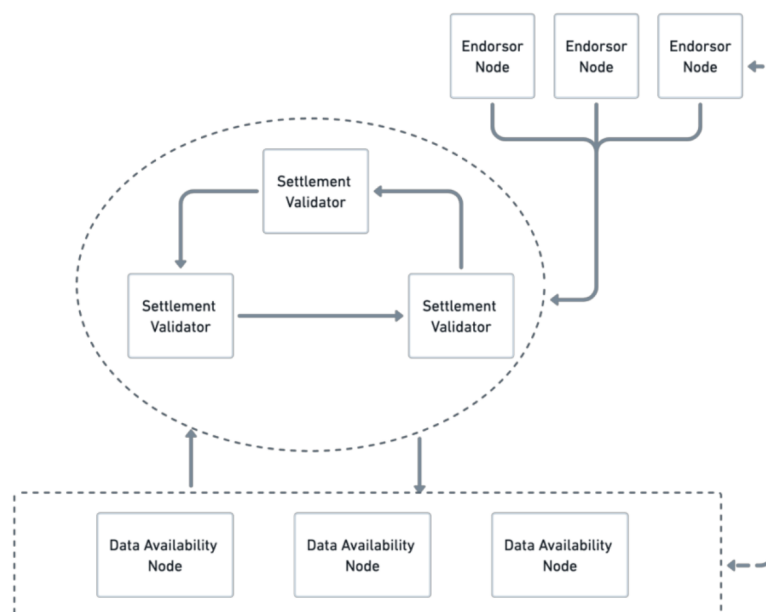 Endorsor
Node
Endorsor
Node
Endorsor
Node
Settlement
Validator
Settlement
Validator
Settlement
Validator
Data Availability
Node
Data Availability
Node
Data Availability
Node